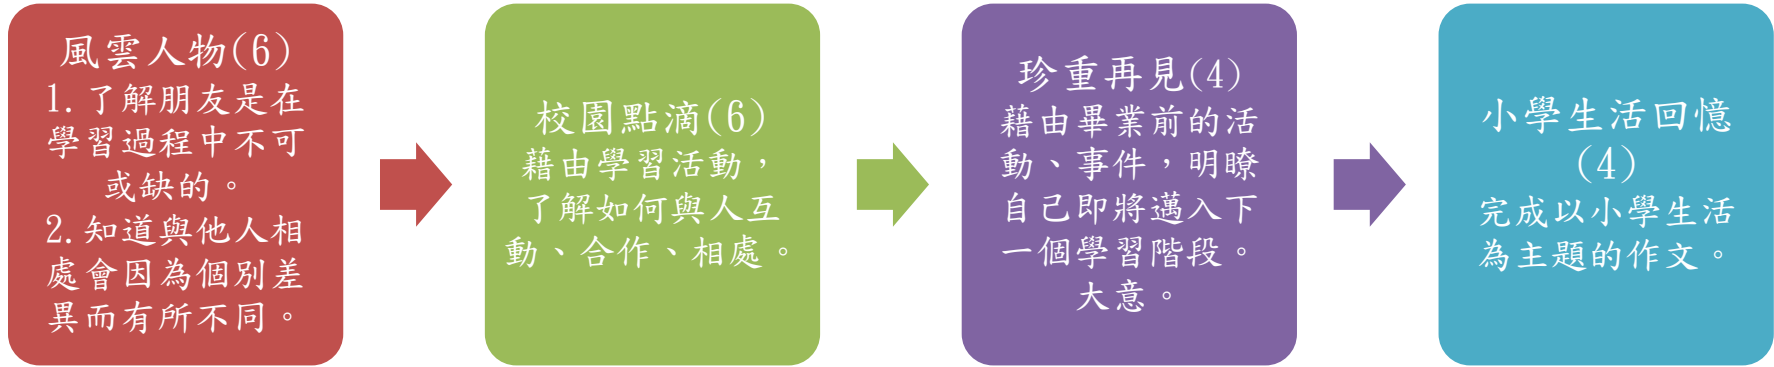 風雲人物(6)
1.了解朋友是在
學習過程中不可
或缺的。
2.知道與他人相
處會因為個別差
異而有所不同。
校園點滴(6)
藉由學習活動，
了解如何與人互
動、合作、相處。
珍重再見(4)
藉由畢業前的活
動、事件，明瞭
自己即將邁入下
一個學習階段。
大意。
小學生活回憶
(4)
完成以小學生活
為主題的作文。